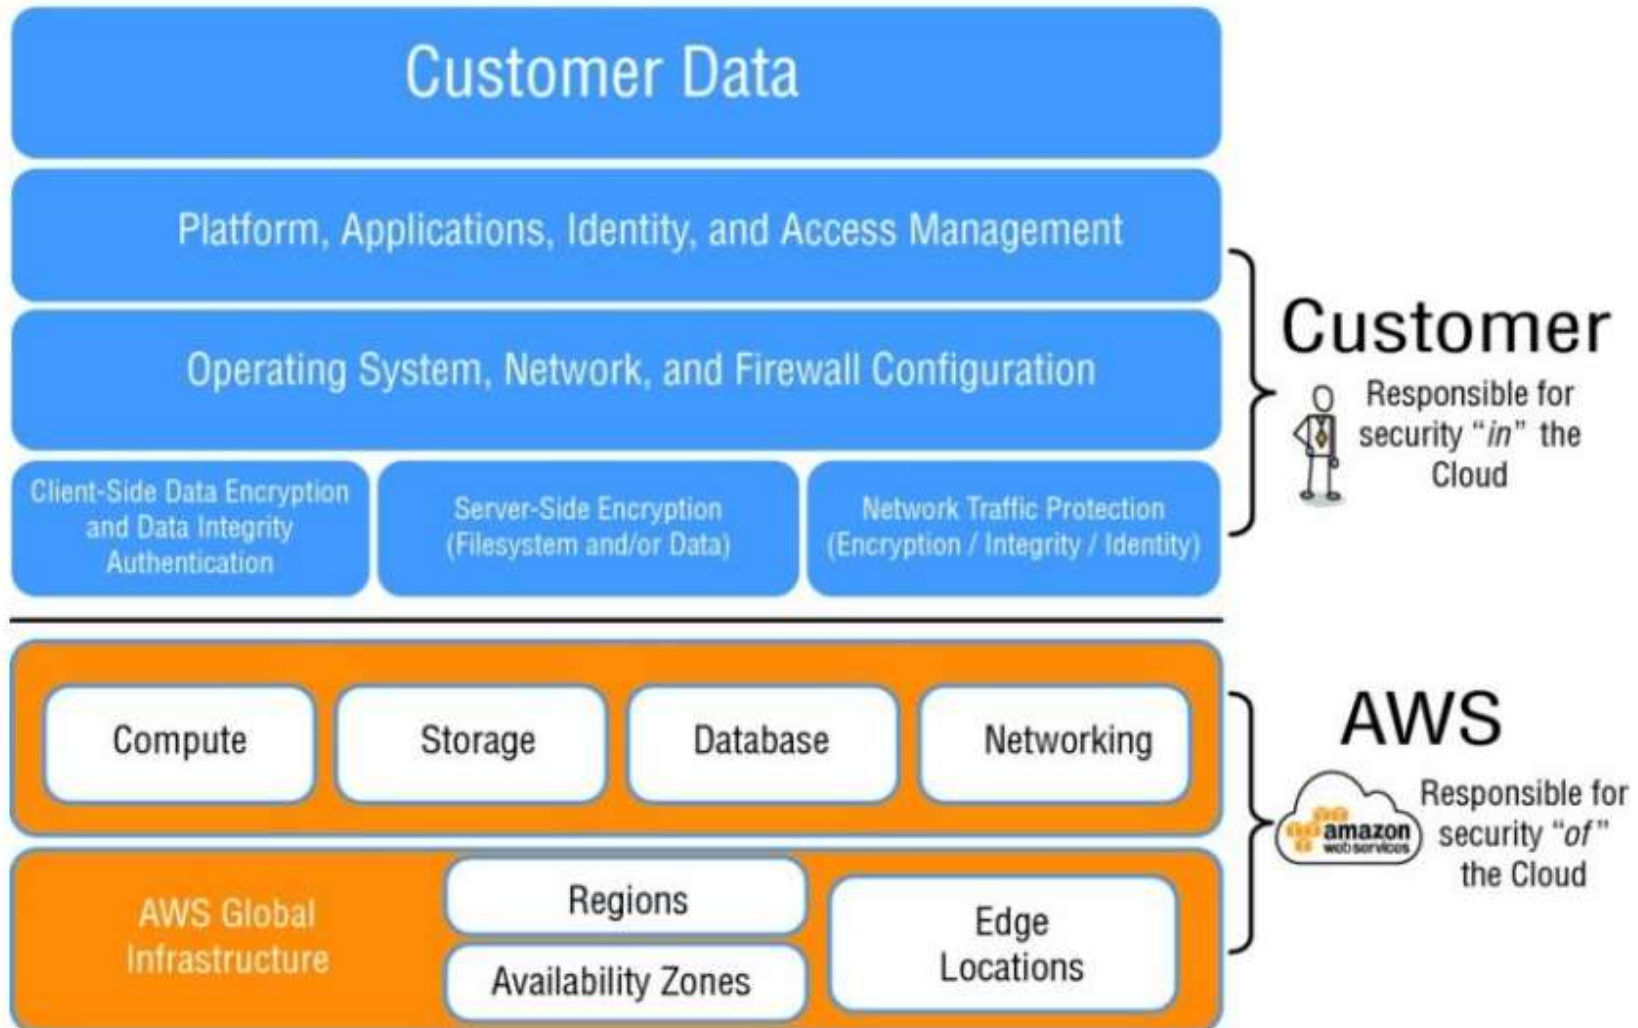 Customer Data
Platform, Applications, Identity, and Access Management
Operating System, Network, and Firewall Configuration
Client-Side Data Encryption
and Data Integrity
Authentication
Server-Side Encryption
(Filesystem and/or Data)
Network Traffic Protection
(Encryption / Integrity / Identity)
Customer
Responsible for
security "in" the
Cloud
Compute
Storage
Database
Networking
AWS Global
Infrastructure
Regions
Availability Zones
Edge
Locations
AWS
amazon
web services
Responsible for
security "of"
the Cloud